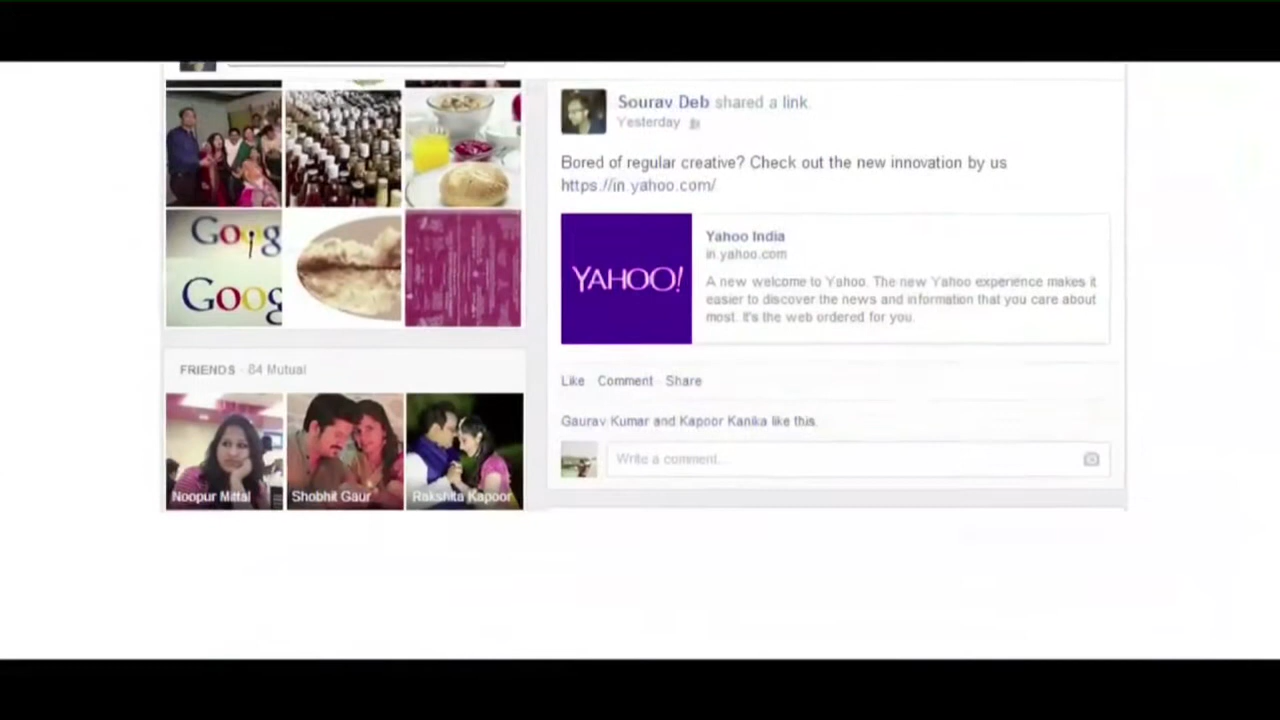 Sourav Deb shared a link.
Yesterday
Bored of regular creative? Check out the new innovation by us
https://in.yahoo.com/
Goog
Goog
YAHOO!
Yahoo India
in.yahoo.com
A new welcome to Yahoo. The new Yahoo experience makes it
easier to discover the news and information that you care about
most. It's the web ordered for you.
FRIENDS · 84 Mutual
Like · Comment · Share
Gaurav Kumar and Kapoor Kanika like this.
Write a comment...
Noopur Mittal
Shobhit Gaur
Rakshita Kapoor